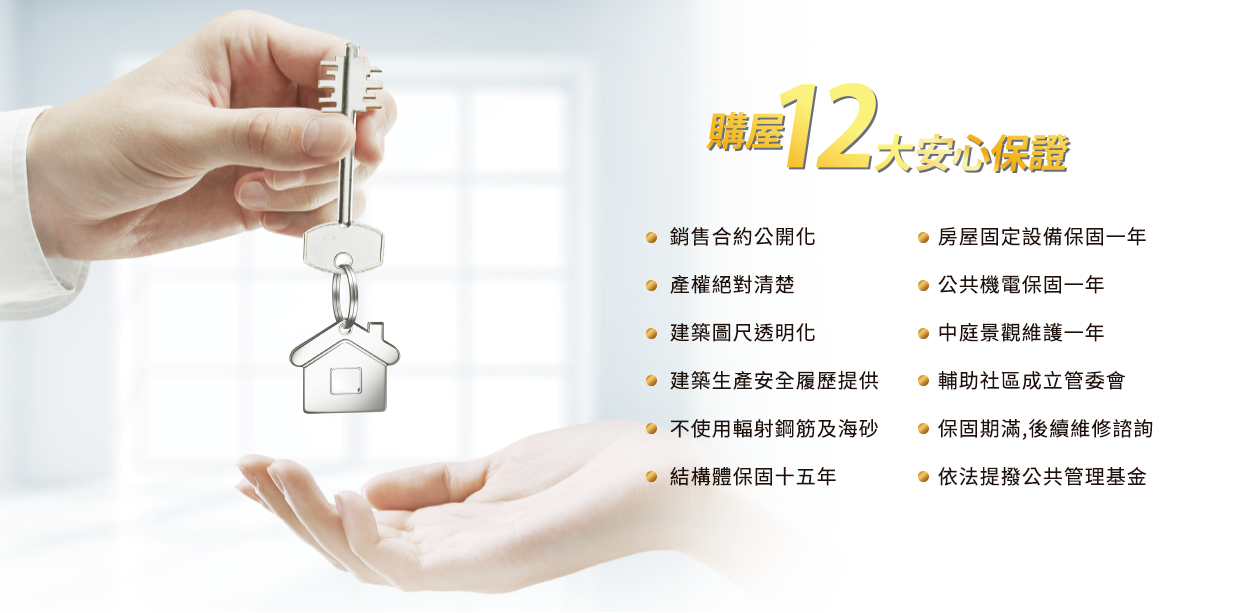 購屋12大安心保證
銷售合約公開化
產權絕對清楚
建築圖尺透明化
建築生產安全履歷提供
不使用輻射鋼筋及海砂
結構體保固十五年
房屋固定設備保固一年
公共機電保固一年
中庭景觀維護一年
輔助社區成立管委會
保固期滿,後續維修諮詢
依法提撥公共管理基金